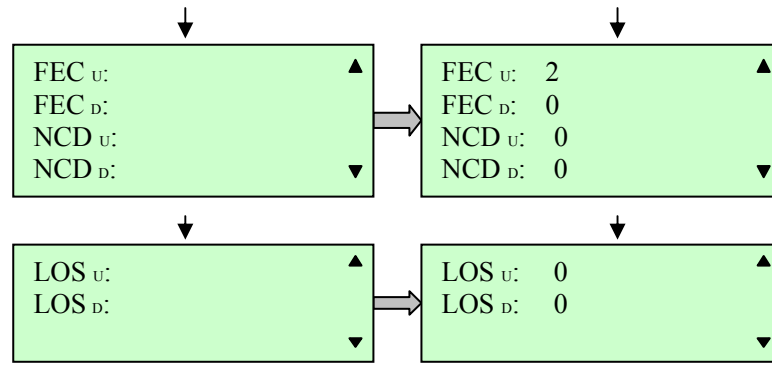 FEC U:
FEC D:
NCD U:
NCD D:
FEC U: 2
FEC D: 0
NCD U: 0
NCD D: 0
LOS U:
LOS D:
LOS U: 0
LOS D: 0